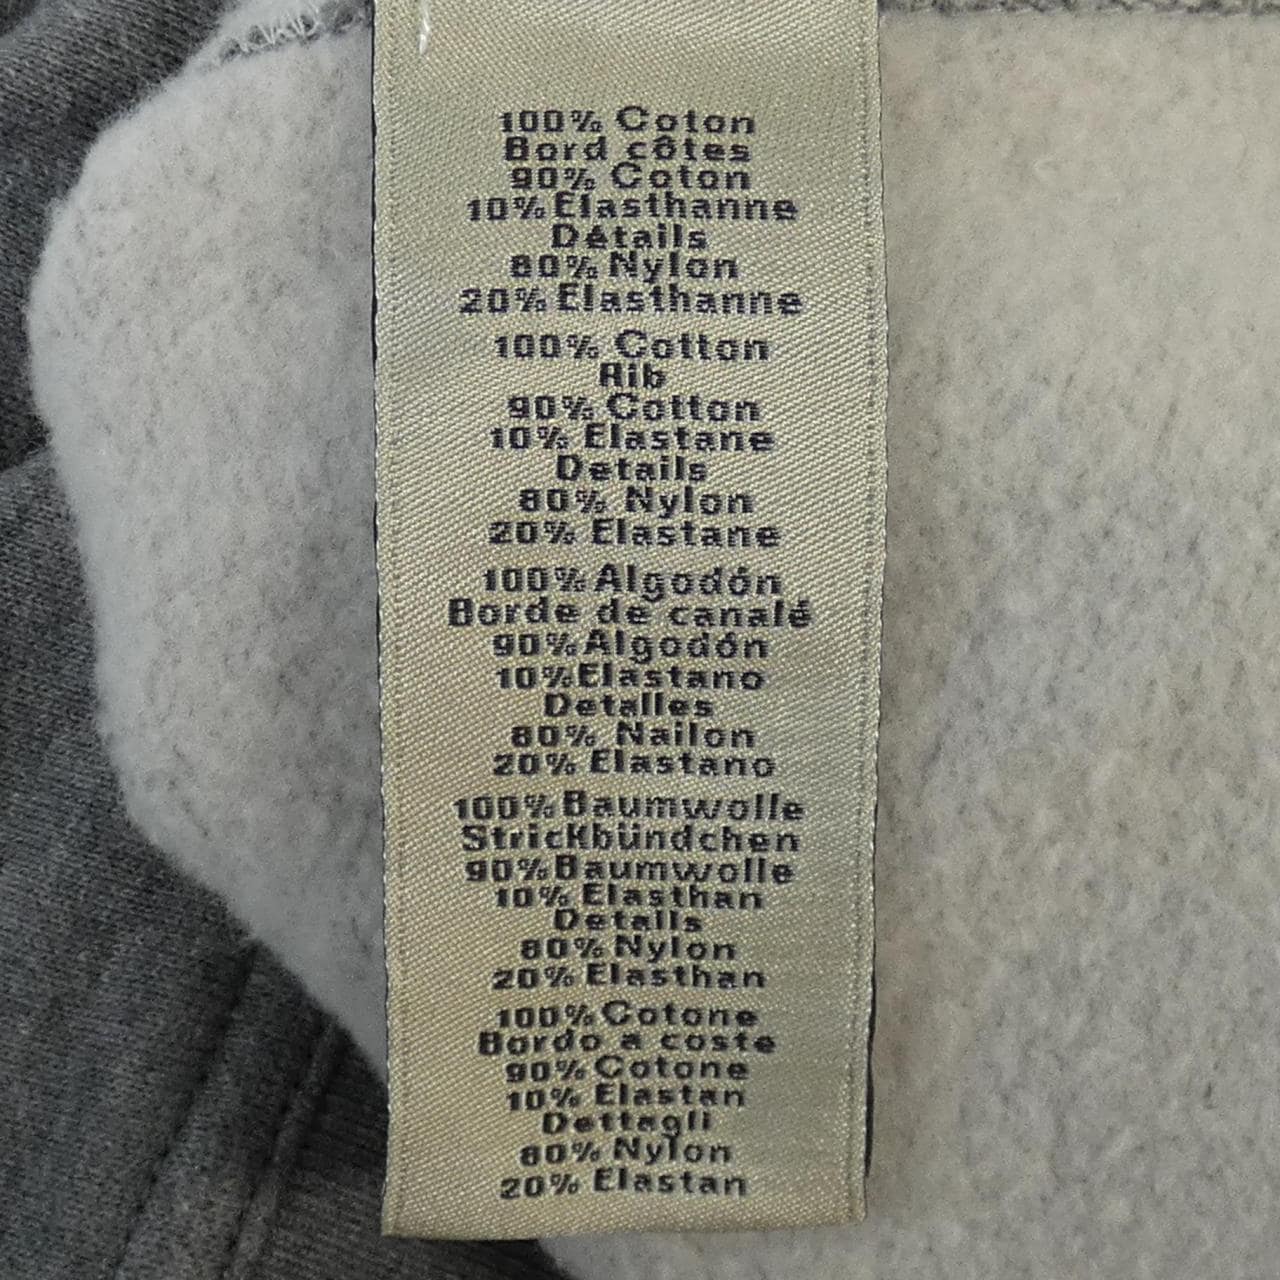 100% Coton
Bord côtes
90% Coton
10% Elasthanne
Détails
80% Nylon
20% Elasthanne
100% Cotton
Rib
90% Cotton
10% Elastane
Details
80% Nylon
20% Elastane
100% Algodón
Borde de canalé
90% Algodón
10% Elastano
Detalles
80% Nailon
20% Elastano
100% Baumwolle
Strickbündchen
90% Baumwolle
10% Elasthan
Details
80% Nylon
20% Elasthan
100% Cotone
Bordo a coste
90% Cotone
10% Elastan
Dettagli
80% Nylon
20% Elastan